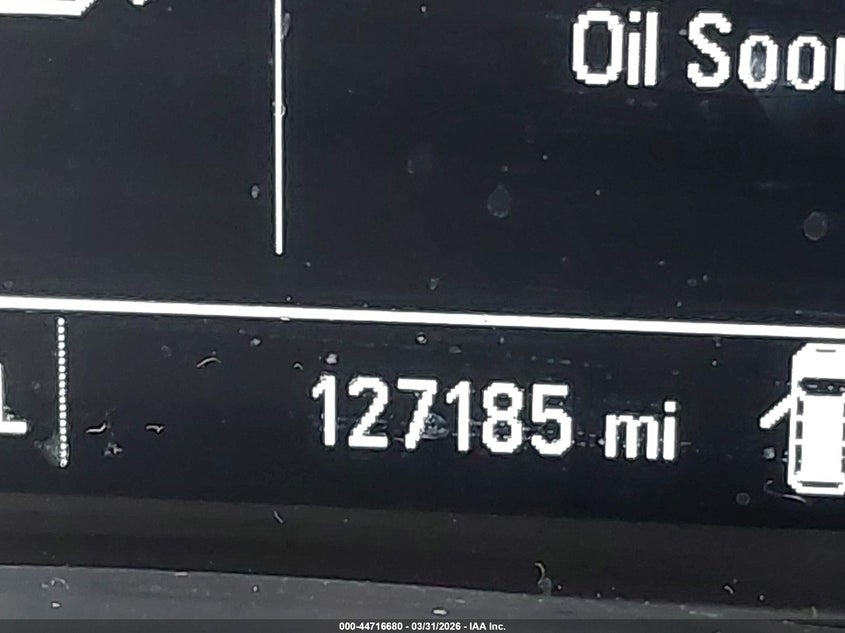 Oil Soon
127185 mi
000-44716680 - 03/31/2026 - IAA Inc.